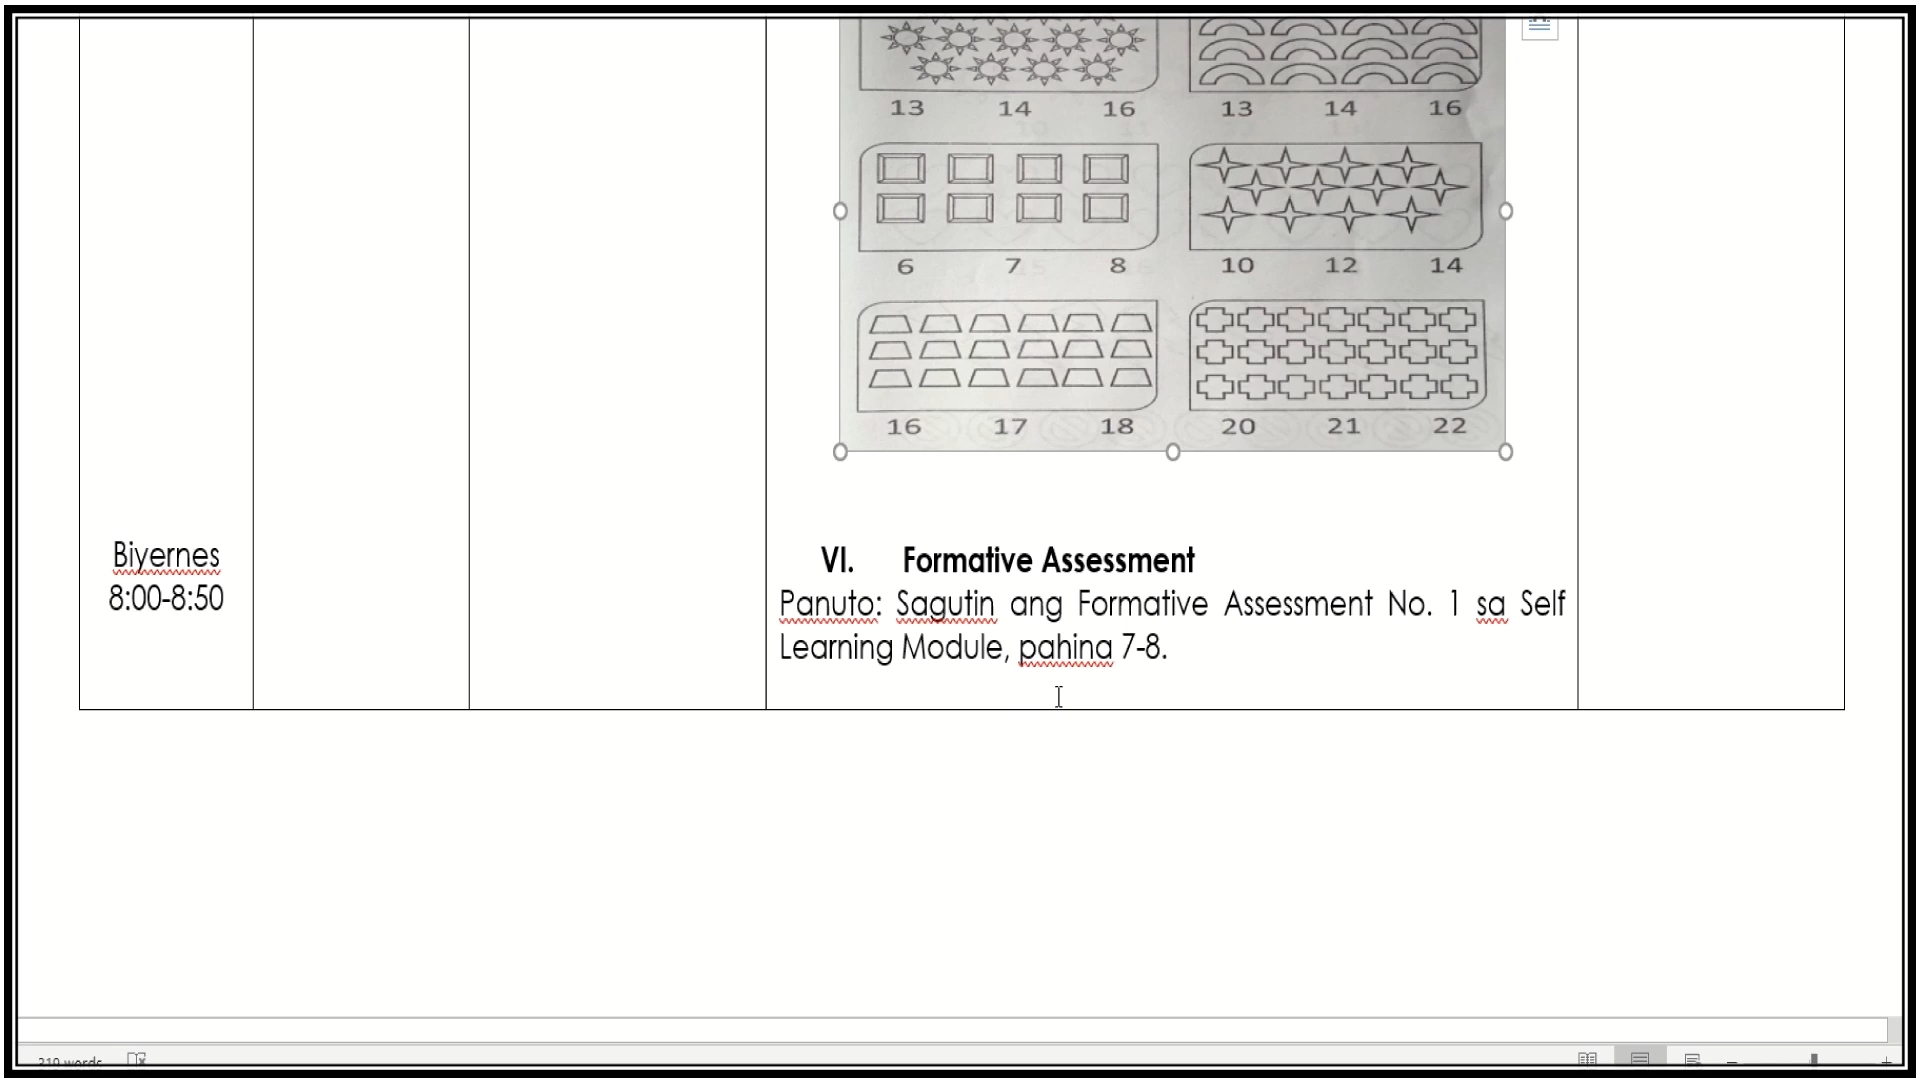 13 14 16 13 14 16
6 7 8 10 12 14
16 17 18 20 21 22
Biyernes
8:00-8:50
VI. Formative Assessment
Panuto: Sagutin ang Formative Assessment No. 1 sa Self
Learning Module, pahina 7-8.
319 words